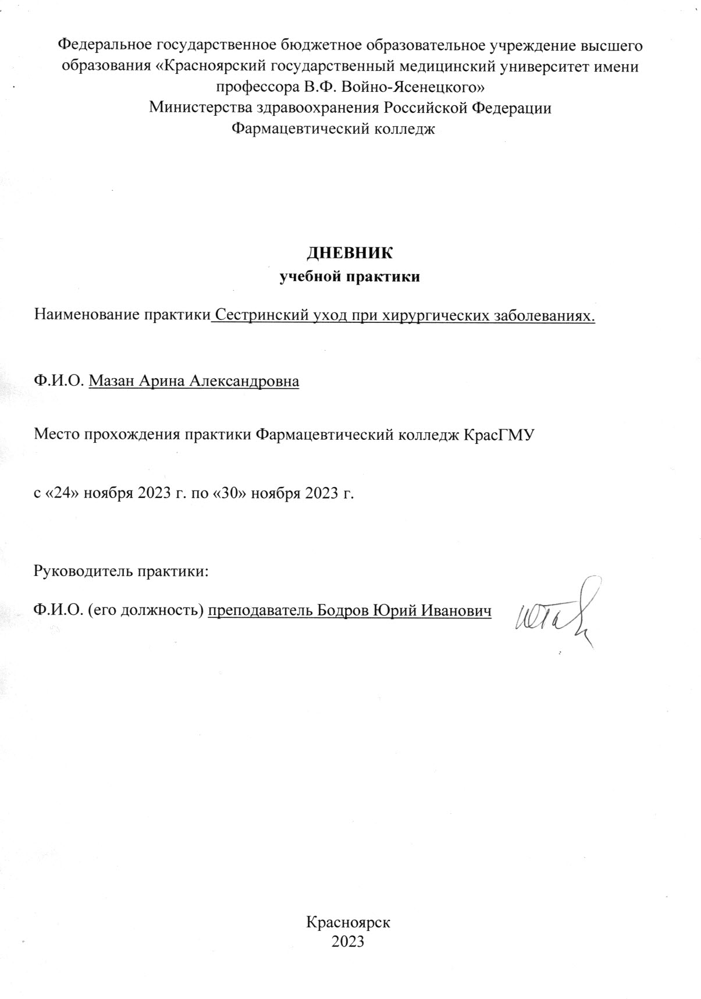 Федеральное государственное бюджетное образовательное учреждение высшего
образования «Красноярский государственный медицинский университет имени
профессора В.Ф. Войно-Ясенецкого»
Министерства здравоохранения Российской Федерации
Фармацевтический колледж
ДНЕВНИК
учебной практики
Наименование практики Сестринский уход при хирургических заболеваниях.
Ф.И.О. Мазан Арина Александровна
Место прохождения практики Фармацевтический колледж КрасГМУ
с «24» ноября 2023 г. по «30» ноября 2023 г.
Руководитель практики:
Ф.И.О. (его должность) преподаватель Бодров Юрий Иванович
Красноярск
2023